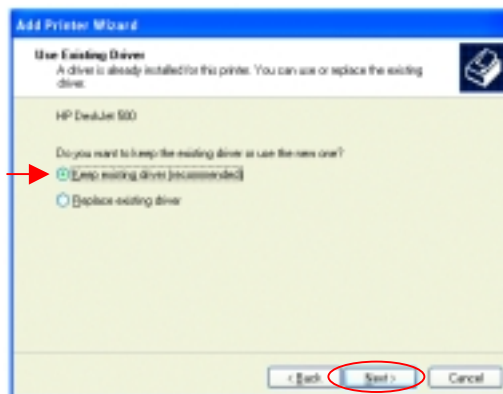 Add Printer Wizard
Use Existing Driver
A driver is already installed for this printer. You can use or replace the existing
driver.
HP DeskJet 500
Do you want to keep the existing driver or use the new one?
Keep existing driver (recommended)
Replace existing driver
< Back
Next >
Cancel